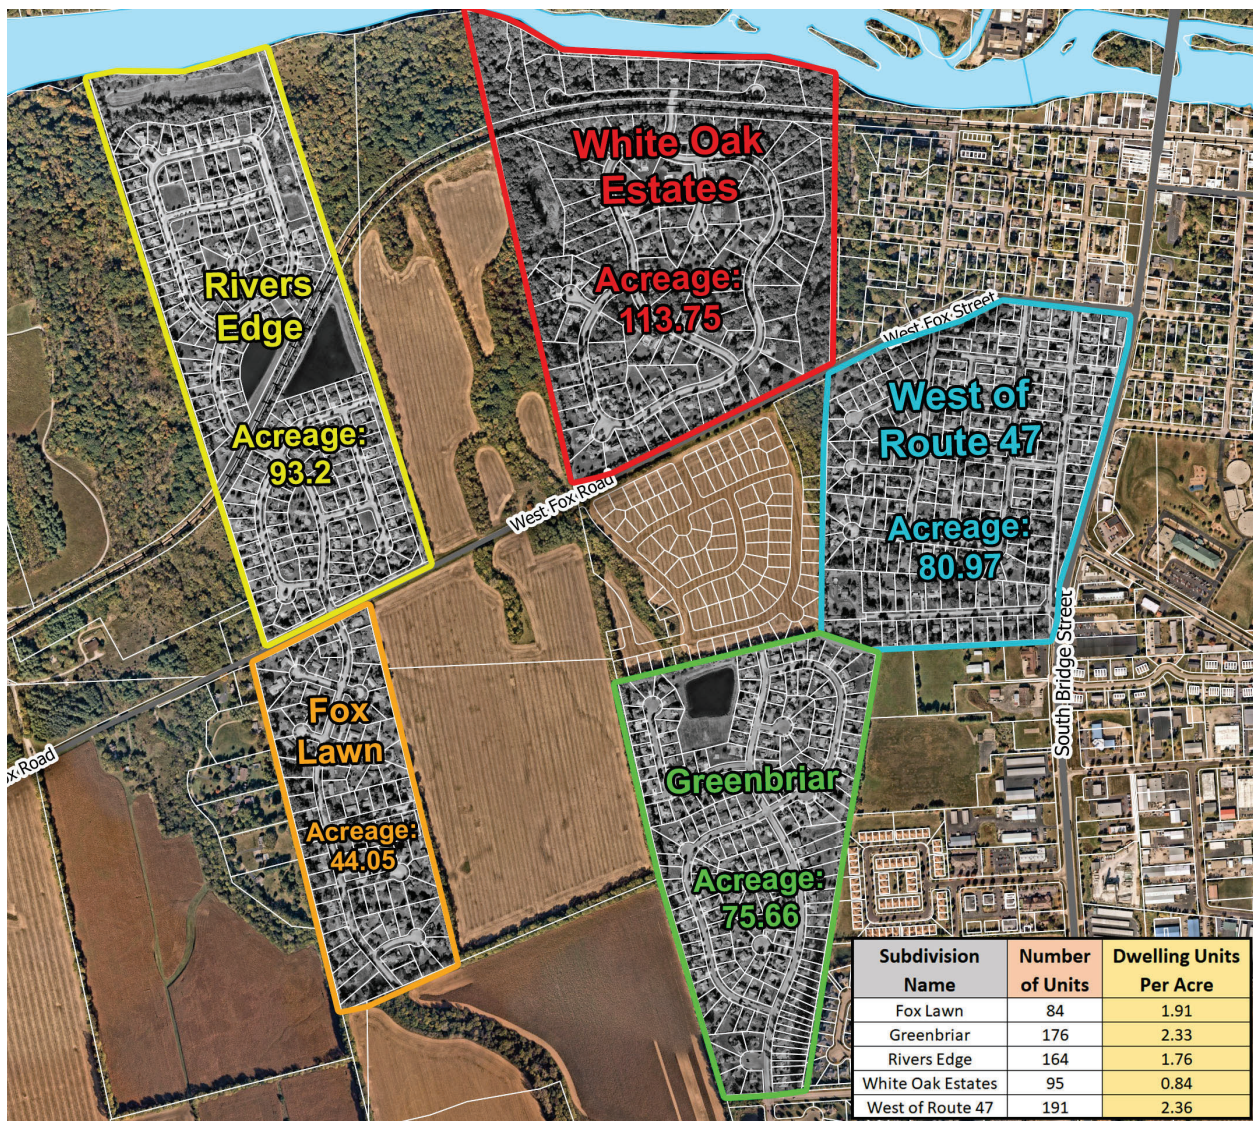 White Oak
Estates
Acreage:
113.75
Rivers
Edge
Acreage:
93.2
West Fox Street
West of
Route 47
Acreage:
80.97
West Fox Road
South Bridge Street
Fox
Lawn
Acreage:
44.05
ox Road
Greenbriar
Acreage:
75.66
Subdivision Name Number of Units Dwelling Units Per Acre
Fox Lawn 84 1.91
Greenbriar 176 2.33
Rivers Edge 164 1.76
White Oak Estates 95 0.84
West of Route 47 191 2.36